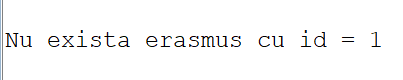 Nu exista erasmus cu id = 1